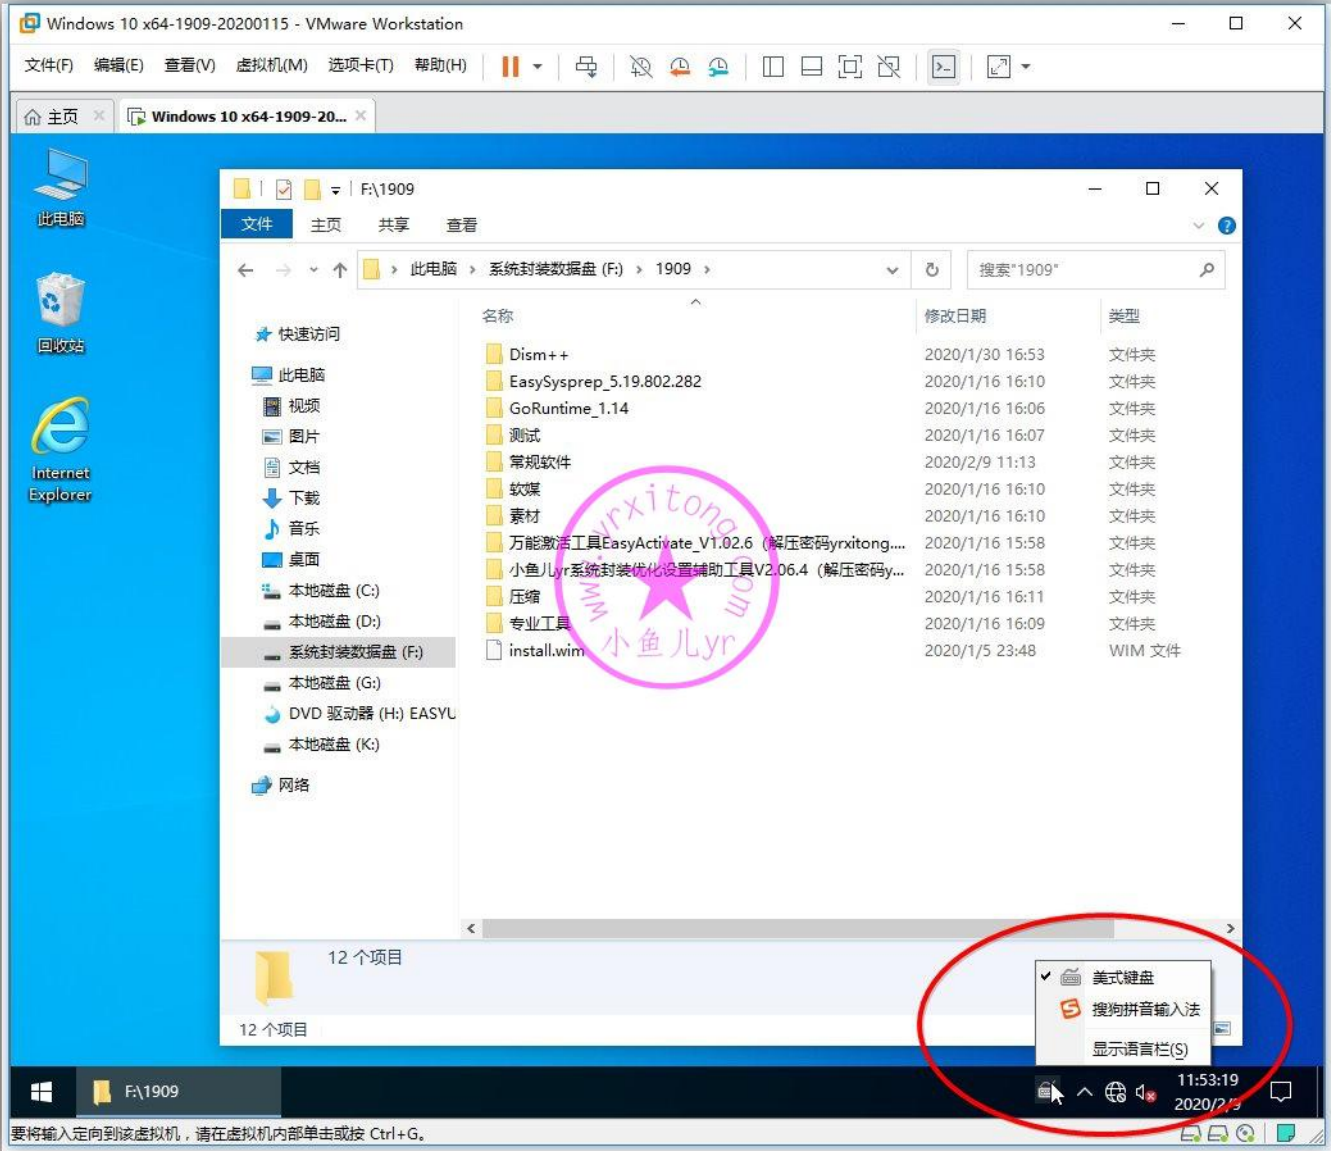 Windows 10 x64-1909-20200115 - VMware Workstation
文件(F) 编辑(E) 查看(V) 虚拟机(M) 选项卡(T) 帮助(H)
主页 Windows 10 x64-1909-20...
此电脑
回收站
Internet
Explorer
F:\1909
文件 主页 共享 查看
此电脑 系统封装数据盘 (F:) 1909 搜索"1909"
名称 修改日期 类型
快速访问
此电脑
视频
图片
文档
下载
音乐
桌面
本地磁盘 (C:)
本地磁盘 (D:)
系统封装数据盘 (F:)
本地磁盘 (G:)
DVD 驱动器 (H:) EASYU
本地磁盘 (K:)
网络
Dism++ 2020/1/30 16:53 文件夹
EasySysprep_5.19.802.282 2020/1/16 16:10 文件夹
GoRuntime_1.14 2020/1/16 16:06 文件夹
测试 2020/1/16 16:07 文件夹
常规软件 2020/2/9 11:13 文件夹
软媒 2020/1/16 16:10 文件夹
素材 2020/1/16 16:10 文件夹
万能激活工具EasyActivate_V1.02.6（解压密码yrxitong.... 2020/1/16 15:58 文件夹
小鱼儿yr系统封装优化设置辅助工具V2.06.4（解压密码y... 2020/1/16 15:58 文件夹
压缩 2020/1/16 16:11 文件夹
专业工具 2020/1/16 16:09 文件夹
install.wim 2020/1/5 23:48 WIM 文件
www.yrxitong.com
小鱼儿yr
12 个项目
12 个项目
美式键盘
搜狗拼音输入法
显示语言栏(S)
F:\1909
11:53:19
2020/2/9
要将输入定向到该虚拟机，请在虚拟机内部单击或按 Ctrl+G。